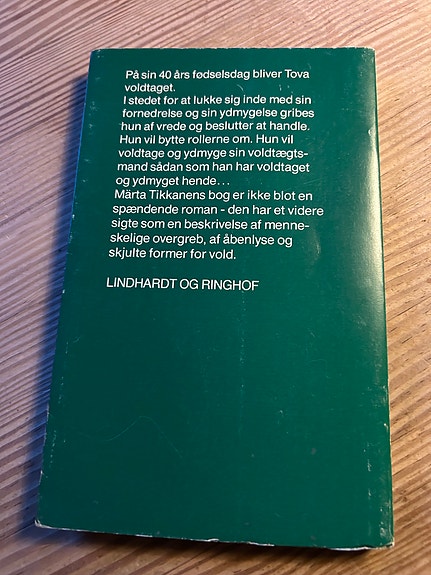 På sin 40 års fødselsdag bliver Tova
voldtaget.
I stedet for at lukke sig inde med sin
fornedrelse og sin ydmygelse gribes
hun af vrede og beslutter at handle.
Hun vil bytte rollerne om. Hun vil
voldtage og ydmyge sin voldtægts-
mand sådan som han har voldtaget
og ydmyget hende...
Märta Tikkanens bog er ikke blot en
spændende roman - den har et videre
sigte som en beskrivelse af menne-
skelige overgreb, af åbenlyse og
skjulte former for vold.
LINDHARDT OG RINGHOF